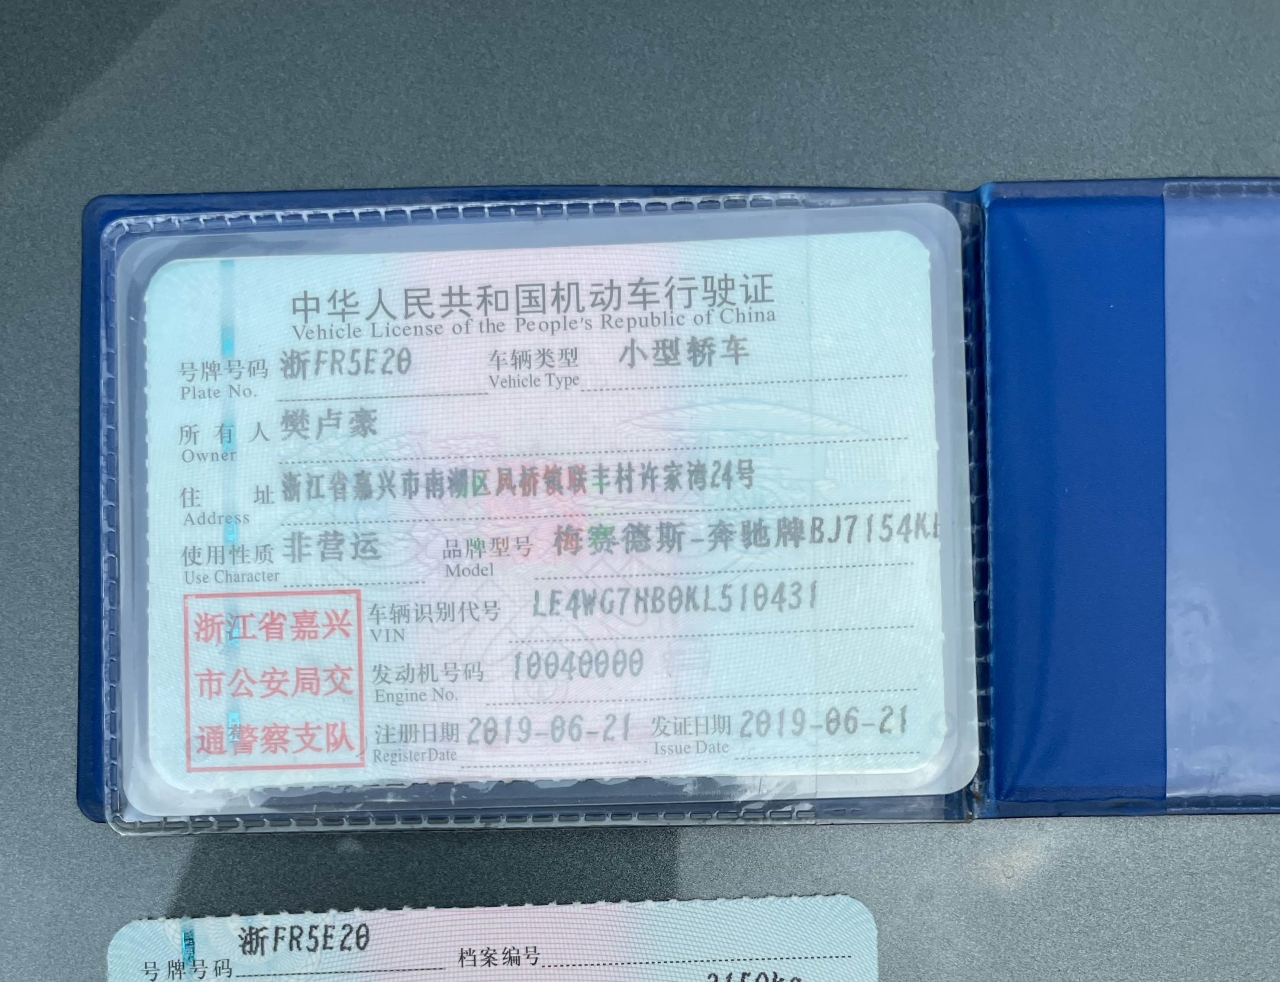 中华人民共和国机动车行驶证
Vehicle License of the People's Republic of China
号牌号码 浙FR5E20 车辆类型 小型轿车
Plate No. Vehicle Type
所有人 樊卢豪
Owner
住址 浙江省嘉兴市南湖区凤桥镇联丰村许家湾24号
Address
使用性质 非营运 品牌型号 梅赛德斯-奔驰牌BJ7154K
Use Character Model
浙江省嘉兴
市公安局交
通警察支队
车辆识别代号 LE4WG7HB0KL510431
VIN
发动机号码 10040000
Engine No.
注册日期 2019-06-21 发证日期 2019-06-21
Register Date Issue Date
号牌号码 浙FR5E20 档案编号